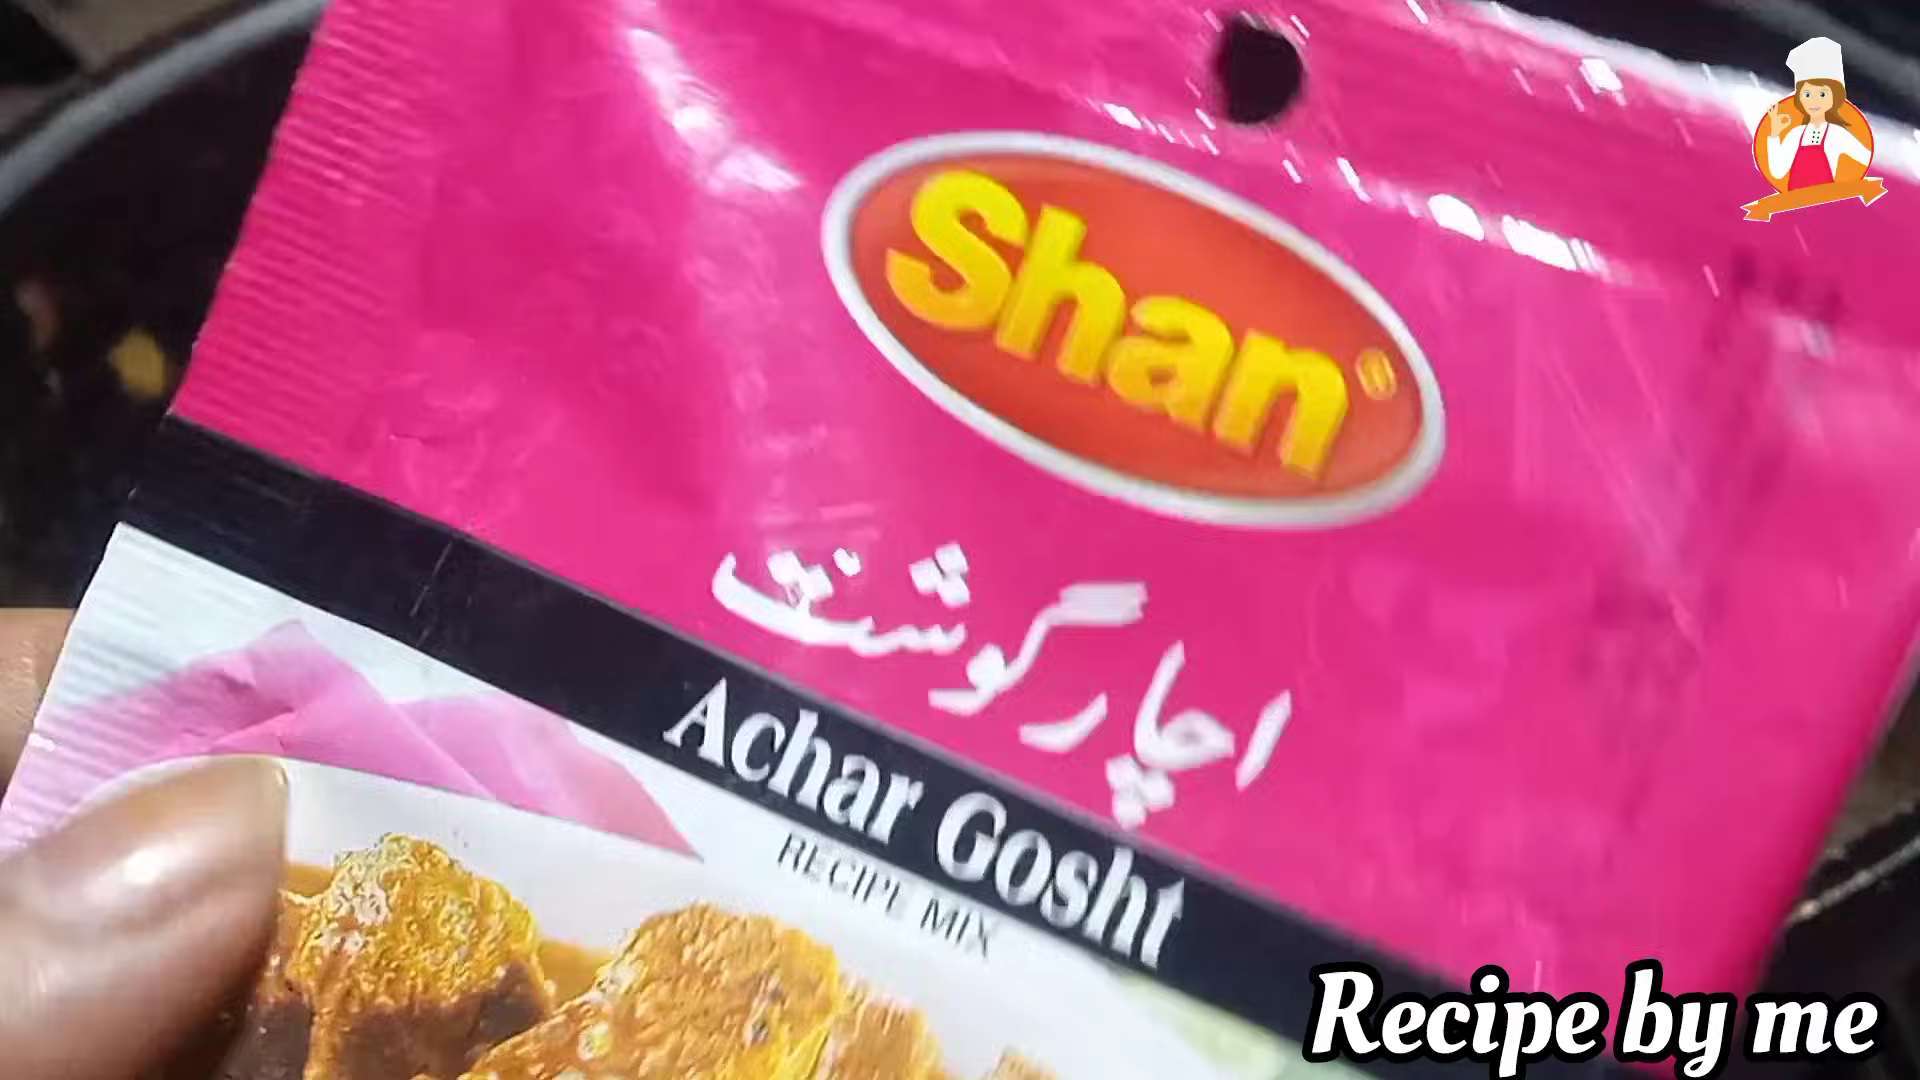 Shan®
اچار گوشت
Achar Gosht
RECIPE MIX
Recipe by me